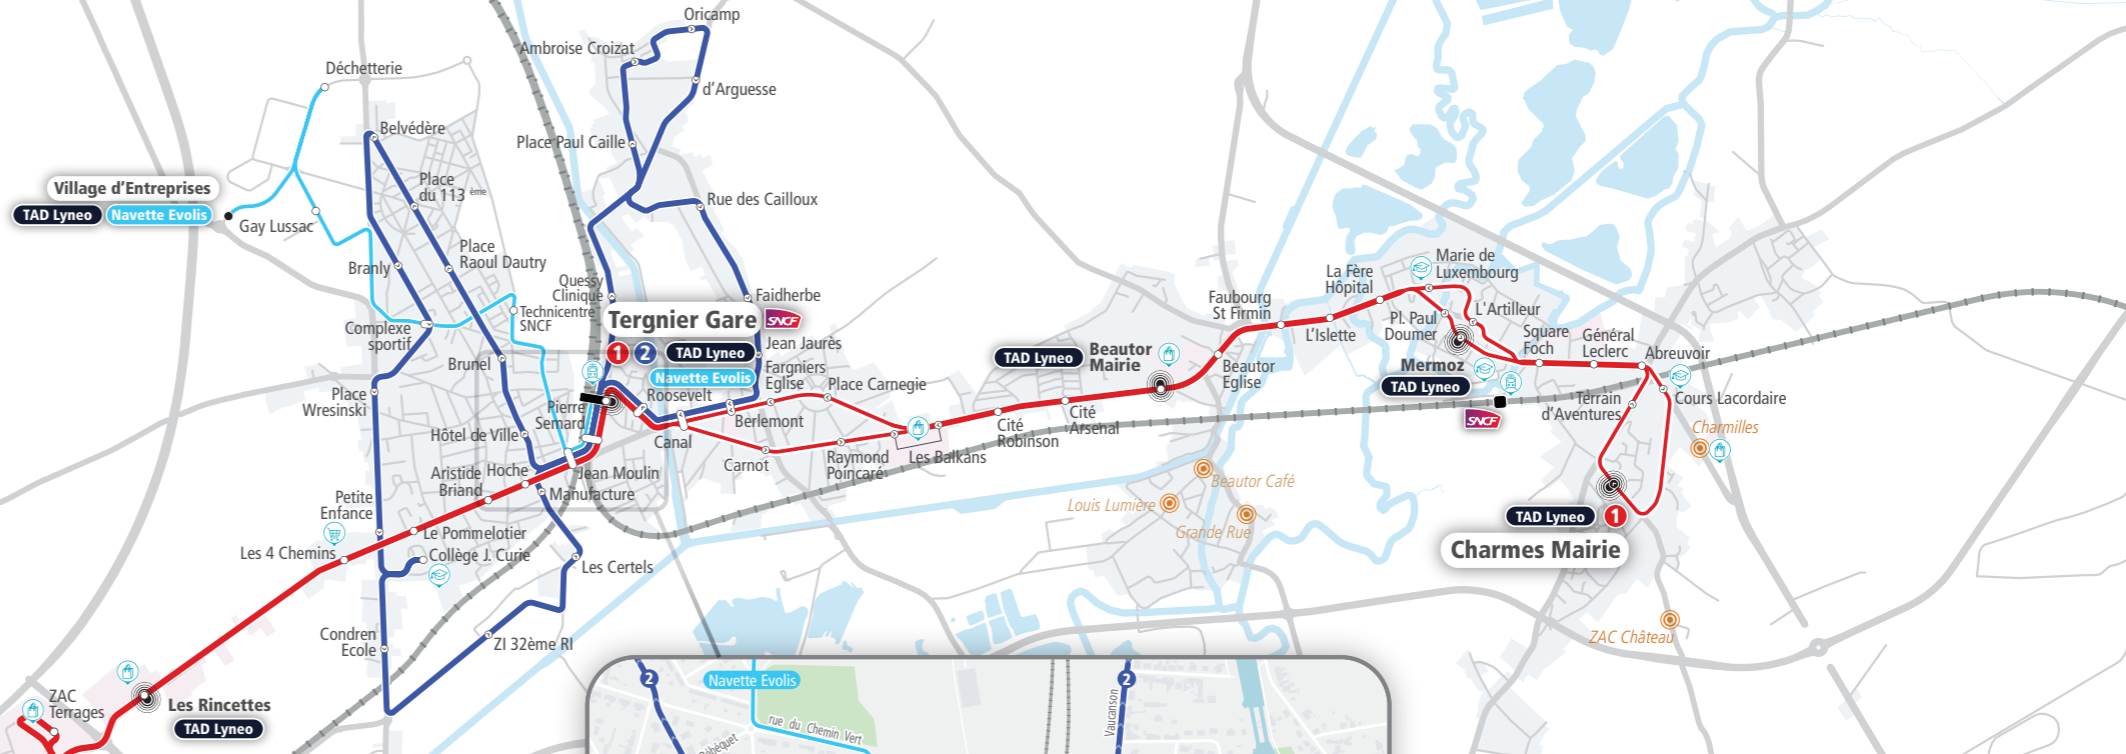 Oricamp
Ambroise Croizat
Déchetterie
d'Arguesse
Belvédère
Place Paul Caille
Village d'Entreprises
TAD Lyneo
Navette Evolis
Place
du 113 ème
Rue des Cailloux
Gay Lussac
Place
Raoul Dautry
Branly
Quessy
Clinique
Faidherbe
Technicentre
SNCF
Tergnier Gare
SNCF
Complexe
sportif
1
2
TAD Lyneo
Jean Jaurès
Navette Evolis
Brunel
Fargniers
Eglise
Place Carnegie
Roosevelt
Place
Wresinski
Pierre
Semard
Berlemont
Hôtel de Ville
Canal
Carnot
Raymond
Poincaré
Les Balkans
Aristide
Briand
Hoche
Jean Moulin
Manufacture
Petite
Enfance
Le Pommelotier
Les 4 Chemins
Collège J. Curie
Les Certels
Condren
Ecole
ZI 32ème RI
ZAC
Terrages
Les Rincettes
TAD Lyneo
Cité
Robinson
Cité
Arsenal
TAD Lyneo
Beautor
Mairie
Beautor
Eglise
Faubourg
St Firmin
L'Islette
La Fère
Hôpital
Marie de
Luxembourg
L'Artilleur
Pl. Paul
Doumer
Mermoz
TAD Lyneo
SNCF
Square
Foch
Général
Leclerc
Abreuvoir
Terrain
d'Aventures
Cours Lacordaire
Charmilles
Beautor Café
Louis Lumière
Grande Rue
TAD Lyneo
1
Charmes Mairie
ZAC Château
2
Navette Evolis
rue du Chemin Vert
Vaucanson
2